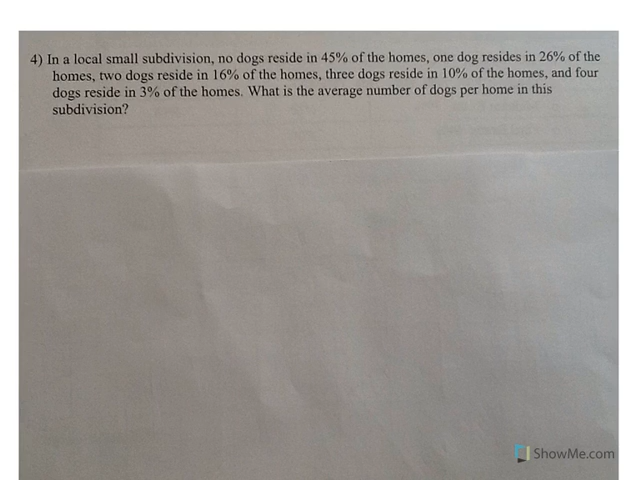 4) In a local small subdivision, no dogs reside in 45% of the homes, one dog resides in 26% of the
homes, two dogs reside in 16% of the homes, three dogs reside in 10% of the homes, and four
dogs reside in 3% of the homes. What is the average number of dogs per home in this
subdivision?
ShowMe.com